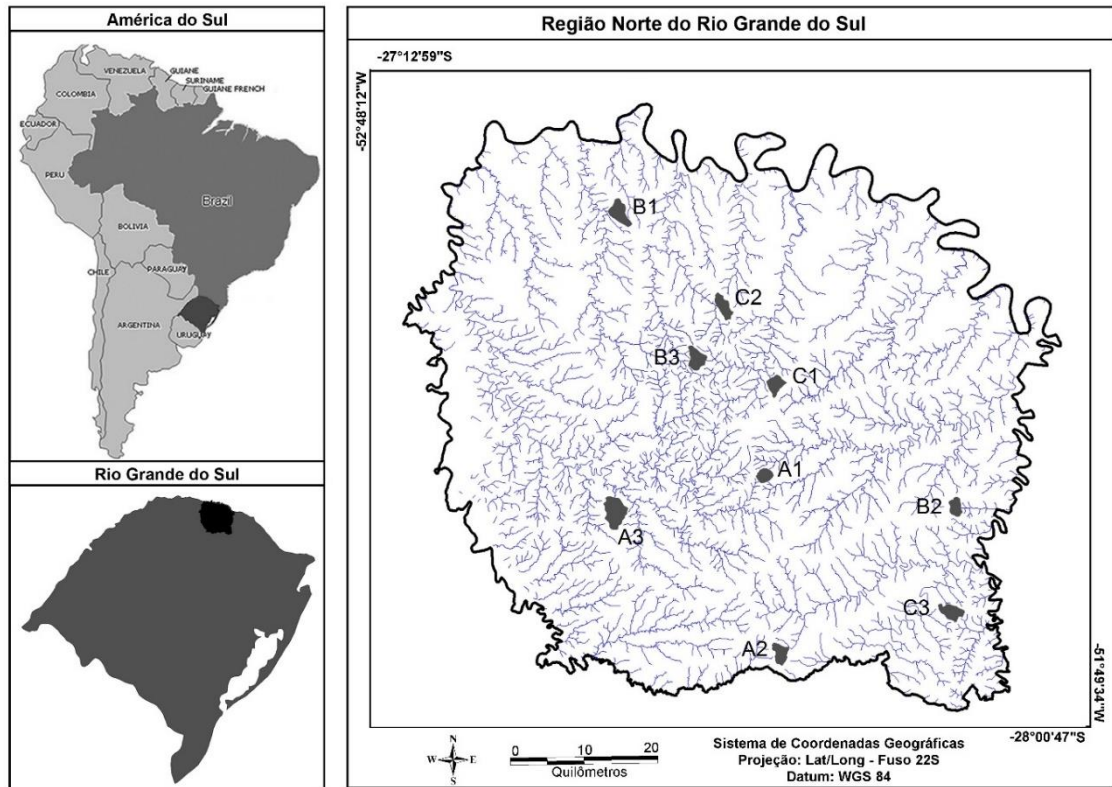 América do Sul
VENEZUELA
GUIANE
SURINAME
GUIANE FRENCH
COLOMBIA
ECUADOR
PERU
Brazil
BOLIVIA
PARAGUAY
CHILE
ARGENTINA
URUGUAY
Rio Grande do Sul
Região Norte do Rio Grande do Sul
-27°12'59"S
-52°48'12"W
B1
C2
B3
C1
A1
B2
A3
C3
A2
-51°49'34"W
-28°00'47"S
N
W E
S
0 10 20
Quilômetros
Sistema de Coordenadas Geográficas
Projeção: Lat/Long - Fuso 22S
Datum: WGS 84